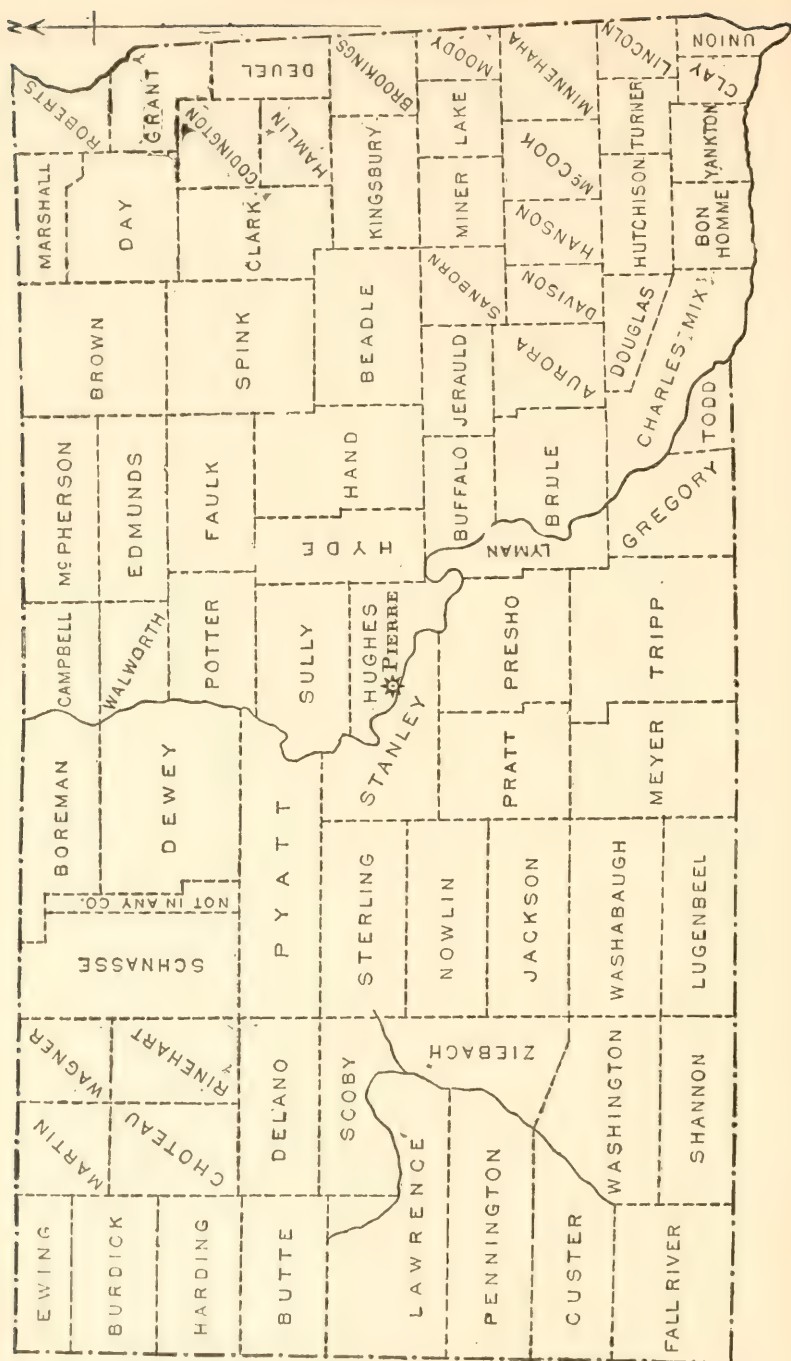 N
EWING
BURDICK
HARDING
BUTTE
LAWRENCE
PENNINGTON
CUSTER
FALL RIVER
MARTIN
WAGNER
CHOTEAU
RINEHART
DELANO
SCOBY
ZIEBACH
WASHINGTON
SHANNON
SCHNASSE
NOT IN ANY CO.
BOREMAN
DEWEY
PYATT
STERLING
NOWLIN
JACKSON
WASHABAUGH
LUGENBEEL
STANLEY
PRATT
PRESHO
MEYER
TRIPP
LYMAN
GREGORY
TODD
CAMPBELL
WALWORTH
POTTER
SULLY
HUGHES
PIERRE
McPHERSON
EDMUNDS
FAULK
HYDE
HAND
BUFFALO
BRULE
BROWN
SPINK
BEADLE
JERAULD
AURORA
DOUGLAS
CHARLES MIX
MARSHALL
DAY
CLARK
ROBERTS
GRANT
CODINGTON
HAMLIN
DEUEL
KINGSBURY
BROOKINGS
SANBORN
MINER
LAKE
MOODY
DAVISON
HANSON
McCOOK
MINNEHAHA
HUTCHISON
TURNER
LINCOLN
BON
HOMME
YANKTON
CLAY
UNION